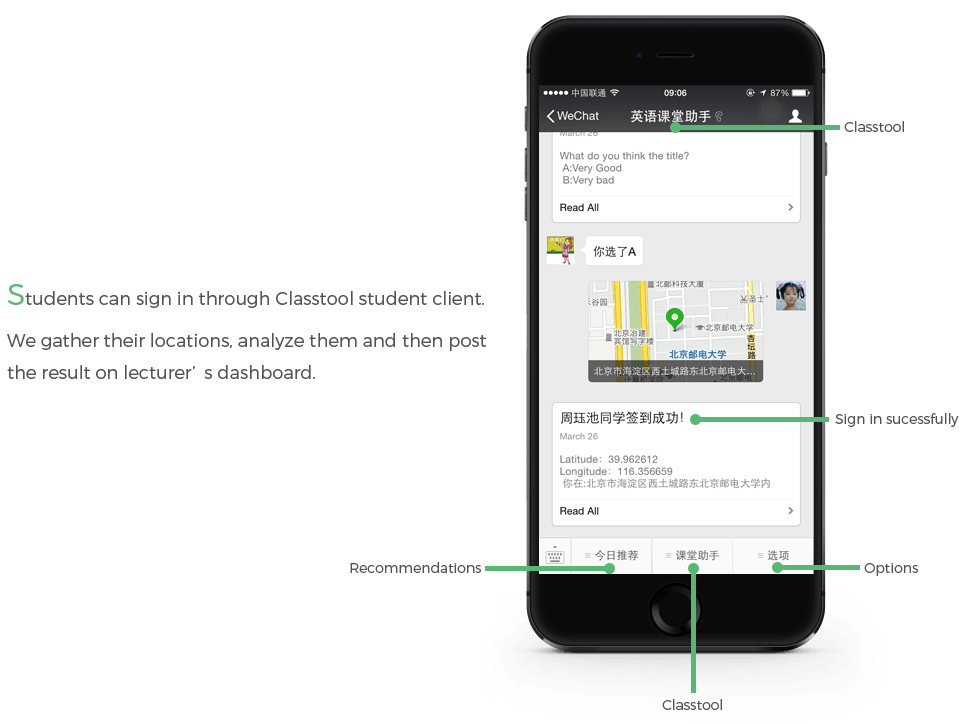 中国联通
09:06
87%
WeChat
英语课堂助手
Classtool
March 26
What do you think the title?
A:Very Good
B:Very bad
Read All
你选了A
Students can sign in through Classtool student client.
We gather their locations, analyze them and then post
the result on lecturer’s dashboard.
北邮科技大厦
谷园
圣士
北京邮电大学
北京冶建
宾馆写字楼
杏坛路
北京邮电大学
北京市海淀区西土城路东北京邮电大...
北京邮电大
周珏池同学签到成功!
Sign in sucessfully
March 26
Latitude: 39.962612
Longitude: 116.356659
你在:北京市海淀区西土城路东北京邮电大学内
Read All
今日推荐
课堂助手
选项
Recommendations
Options
Classtool